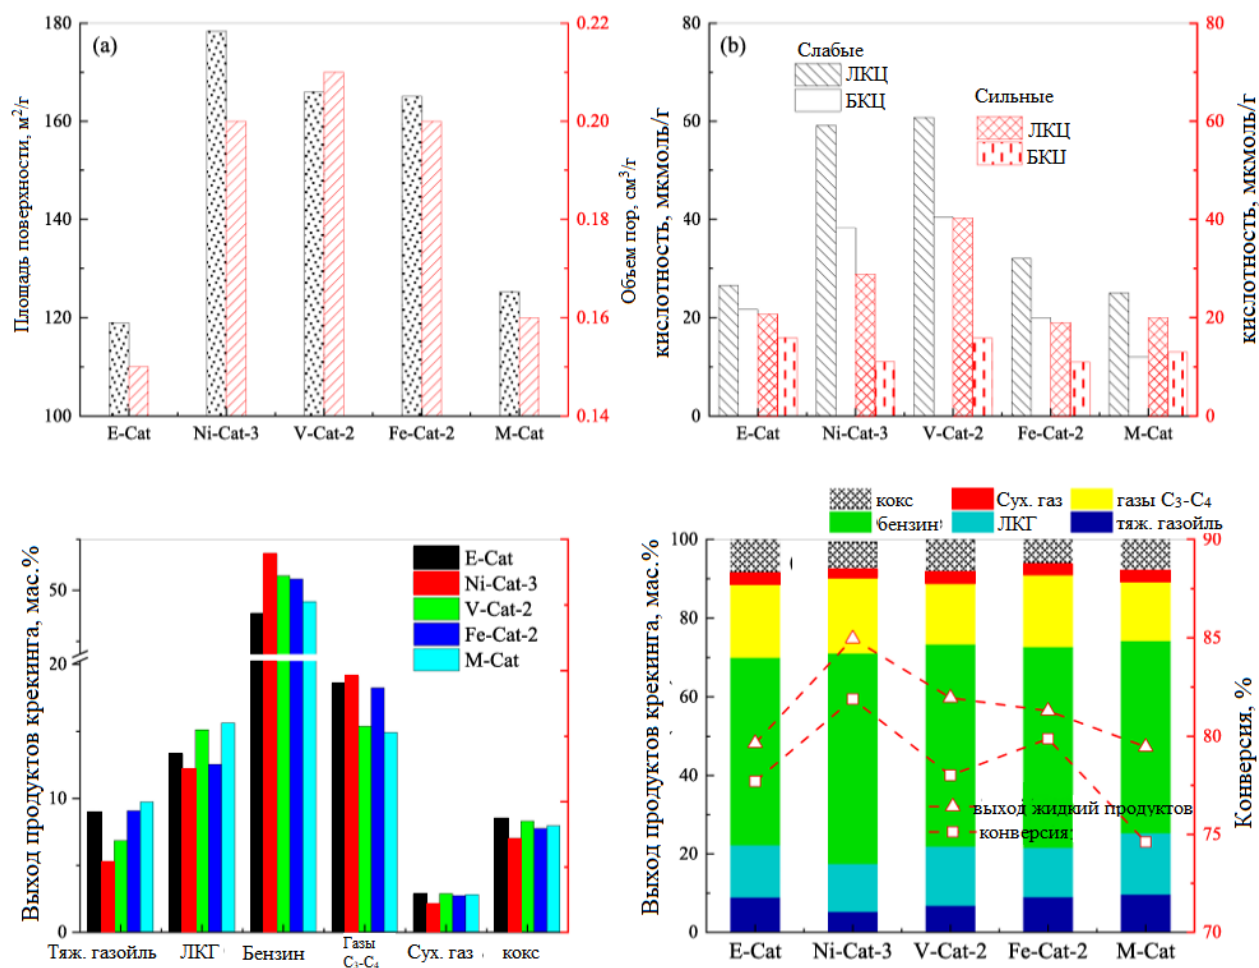 (a)
180
160
140
120
100
Площадь поверхности, м²/г
0.22
0.20
0.18
0.16
0.14
Объем пор, см³/г
E-Cat
Ni-Cat-3
V-Cat-2
Fe-Cat-2
M-Cat
(b)
80
60
40
20
0
кислотность, мкмоль/г
Слабые
ЛКЦ
БКЦ
Сильные
ЛКЦ
БКЦ
80
60
40
20
0
кислотность, мкмоль/г
E-Cat
Ni-Cat-3
V-Cat-2
Fe-Cat-2
M-Cat
Выход продуктов крекинга, мас.%
50
20
10
0
E-Cat
Ni-Cat-3
V-Cat-2
Fe-Cat-2
M-Cat
Тяж. газойль
ЛКГ
Бензин
Газы
C₃-C₄
Сух. газ
кокс
кокс
Сух. газ
газы C₃-C₄
бензин
ЛКГ
тяж. газойль
Выход продуктов крекинга, мас.%
100
80
60
40
20
0
(
90
85
80
75
70
Конверсия, %
выход жидкий продуктов
конверсия:
E-Cat
Ni-Cat-3
V-Cat-2
Fe-Cat-2
M-Cat